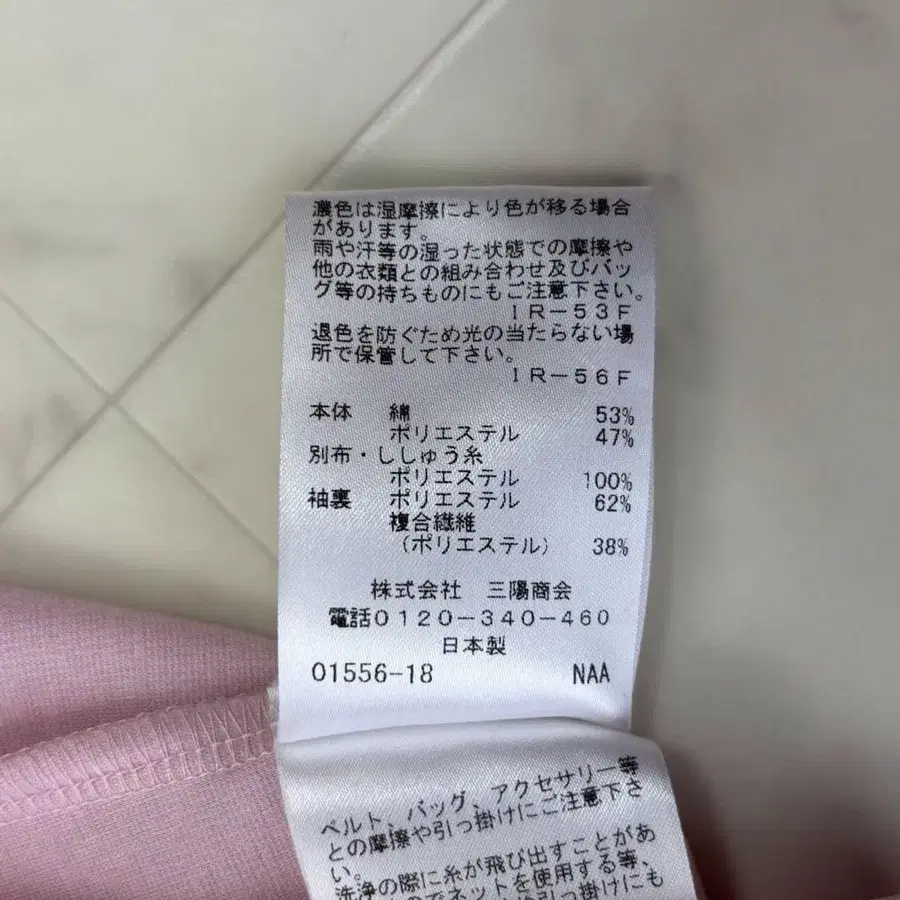 濃色は湿摩擦により色が移る場合
があります。
雨や汗等の湿った状態での摩擦や
他の衣類との組み合わせ及びバッ
グ等の持ちものにもご注意下さい。
IR－53F
退色を防ぐため光の当たらない場
所で保管して下さい。
IR－56F
本体 綿 53%
ポリエステル 47%
別布・ししゅう糸
ポリエステル 100%
袖裏 ポリエステル 62%
複合繊維
（ポリエステル） 38%
株式会社 三陽商会
電話0120－340－460
日本製
01556-18 NAA
ベルト、バッグ、アクセサリー等
との摩擦や引っ掛けにご注意下さ
い。
洗浄の際に糸が飛び出すことがあ
のでネットを使用する等、
引っ掛けにも